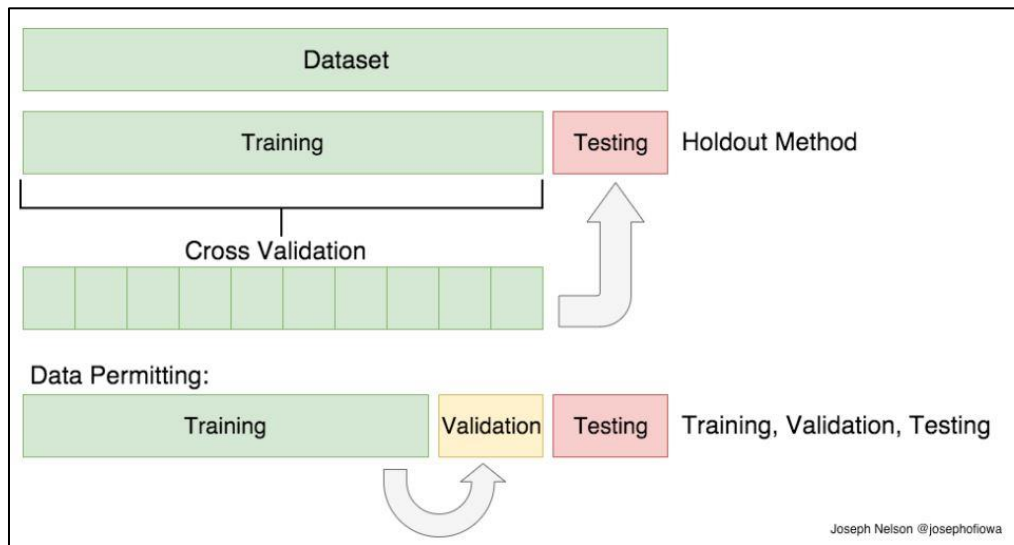 Dataset
Training
Testing
Holdout Method
Cross Validation
Data Permitting:
Training
Validation
Testing
Training, Validation, Testing
Joseph Nelson @josephofiowa